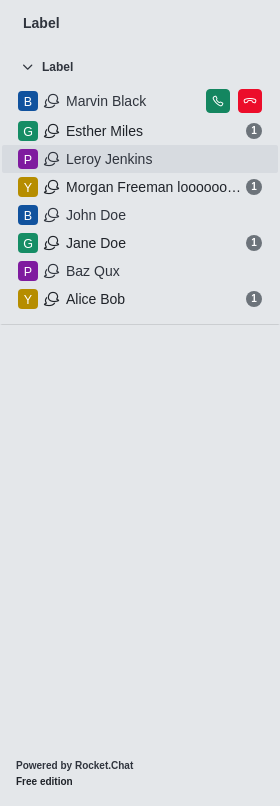 Label
Label
B Marvin Black
G Esther Miles 1
P Leroy Jenkins
Y Morgan Freeman loooooo… 1
B John Doe
G Jane Doe 1
P Baz Qux
Y Alice Bob 1
Powered by Rocket.Chat
Free edition